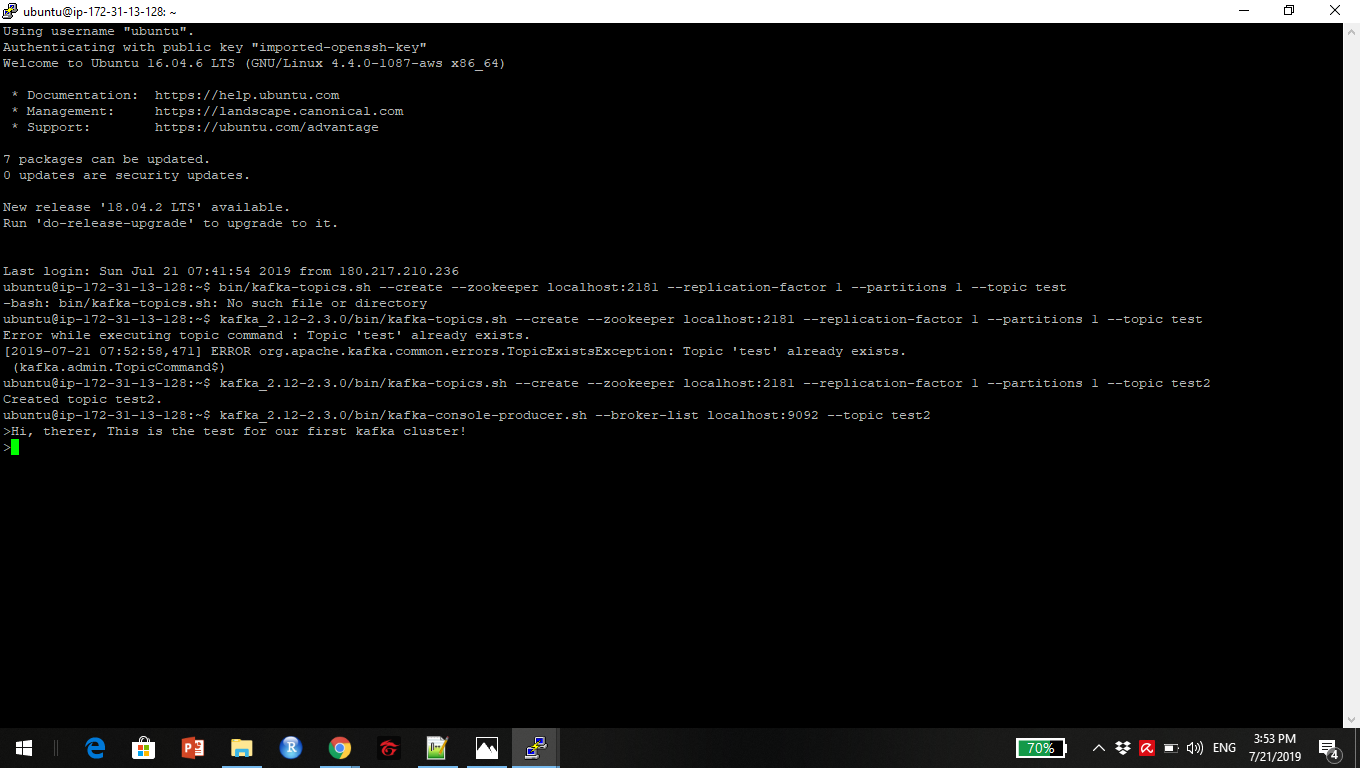 ubuntu@ip-172-31-13-128: ~
Using username "ubuntu".
Authenticating with public key "imported-openssh-key"
Welcome to Ubuntu 16.04.6 LTS (GNU/Linux 4.4.0-1087-aws x86_64)
* Documentation:  https://help.ubuntu.com
* Management:     https://landscape.canonical.com
* Support:        https://ubuntu.com/advantage
7 packages can be updated.
0 updates are security updates.
New release '18.04.2 LTS' available.
Run 'do-release-upgrade' to upgrade to it.
Last login: Sun Jul 21 07:41:54 2019 from 180.217.210.236
ubuntu@ip-172-31-13-128:~$ bin/kafka-topics.sh --create --zookeeper localhost:2181 --replication-factor 1 --partitions 1 --topic test
-bash: bin/kafka-topics.sh: No such file or directory
ubuntu@ip-172-31-13-128:~$ kafka_2.12-2.3.0/bin/kafka-topics.sh --create --zookeeper localhost:2181 --replication-factor 1 --partitions 1 --topic test
Error while executing topic command : Topic 'test' already exists.
[2019-07-21 07:52:58,471] ERROR org.apache.kafka.common.errors.TopicExistsException: Topic 'test' already exists.
(kafka.admin.TopicCommand$)
ubuntu@ip-172-31-13-128:~$ kafka_2.12-2.3.0/bin/kafka-topics.sh --create --zookeeper localhost:2181 --replication-factor 1 --partitions 1 --topic test2
Created topic test2.
ubuntu@ip-172-31-13-128:~$ kafka_2.12-2.3.0/bin/kafka-console-producer.sh --broker-list localhost:9092 --topic test2
>Hi, therer, This is the test for our first kafka cluster!
>
70%
ENG
3:53 PM
7/21/2019
4